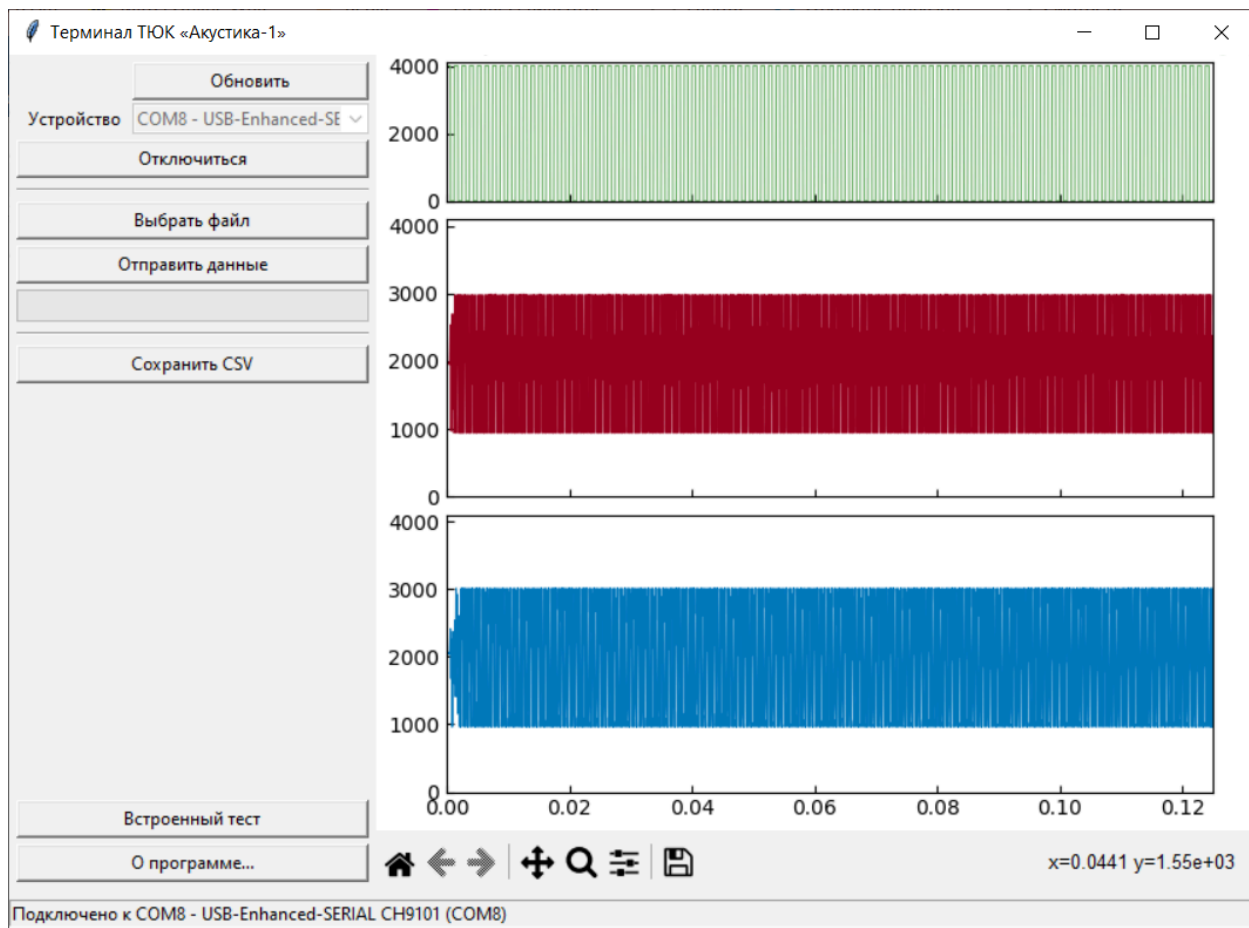 Терминал ТЮК «Акустика-1»
Обновить
Устройство COM8 - USB-Enhanced-SE
Отключиться
Выбрать файл
Отправить данные
Сохранить CSV
Встроенный тест
О программе...
4000
2000
0
4000
3000
2000
1000
0
4000
3000
2000
1000
0
0.00 0.02 0.04 0.06 0.08 0.10 0.12
x=0.0441 y=1.55e+03
Подключено к COM8 - USB-Enhanced-SERIAL CH9101 (COM8)